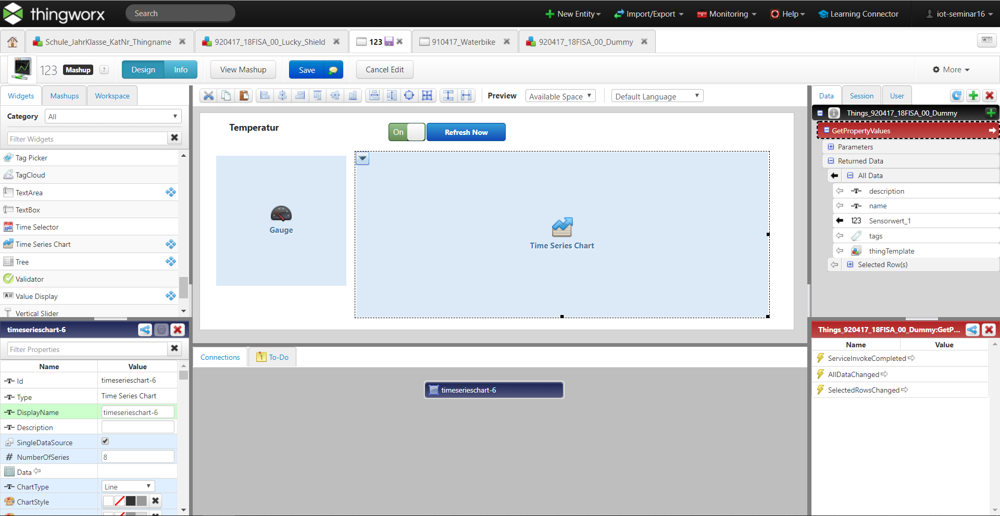 thingworx
Search
New Entity
Import/Export
Monitoring
Help
Learning Connector
iot-seminar16
Schule_JahrKlasse_KatNr_Thingname
920417_18FISA_00_Lucky_Shield
123
910417_Waterbike
920417_18FISA_00_Dummy
123 Mashup ?
Design
Info
View Mashup
Save
Cancel Edit
More
Widgets
Mashups
Workspace
Category
All
Filter Widgets
Tag Picker
TagCloud
TextArea
TextBox
Time Selector
Time Series Chart
Tree
Validator
Value Display
Vertical Slider
Preview
Available Space
Default Language
Temperatur
On
Refresh Now
Gauge
Time Series Chart
Data
Session
User
Things_920417_18FISA_00_Dummy
GetPropertyValues
Parameters
Returned Data
All Data
description
name
123 Sensorwert_1
tags
thingTemplate
Selected Row(s)
timeserieschart-6
Filter Properties
Name Value
Id timeserieschart-6
Type Time Series Chart
DisplayName timeserieschart-6
Description
SingleDataSource
# NumberOfSeries 8
Data
ChartType Line
ChartStyle
Connections
1 To-Do
timeserieschart-6
Things_920417_18FISA_00_Dummy:GetP...
Name Value
ServiceInvokeCompleted
AllDataChanged
SelectedRowsChanged